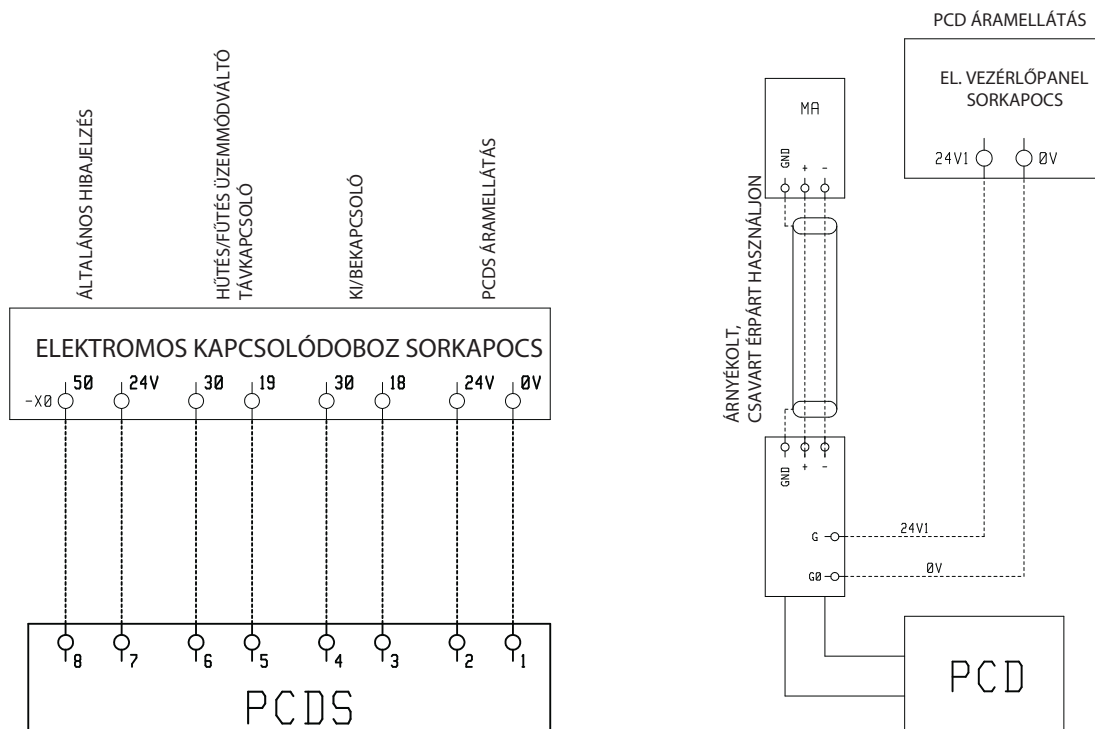 ÁLTALÁNOS HIBAJELZÉS
HŰTÉS/FŰTÉS ÜZEMMÓDVÁLTÓ
TÁVKAPCSOLÓ
KI/BEKAPCSOLÓ
PCDS ÁRAMELLÁTÁS
ELEKTROMOS KAPCSOLÓDOBOZ SORKAPOCS
50 24V 30 19 30 18 24V 0V
-X0
8 7 6 5 4 3 2 1
PCDS
PCD ÁRAMELLÁTÁS
EL. VEZÉRLŐPANEL
SORKAPOCS
24V1 0V
MA
GND + -
ÁRNYÉKOLT,
CSAVART ÉRPÁRT HASZNÁLJON
GND + -
G 24V1
G0 0V
PCD